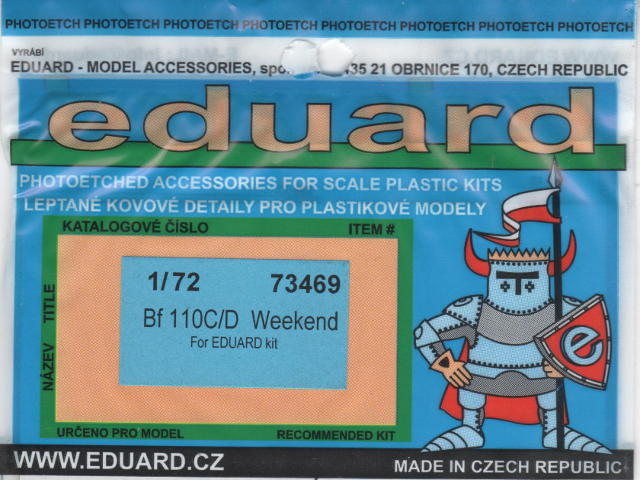 PHOTOETCH PHOTOETCH PHOTOETCH PHOTOETCH PHOTOETCH PHOTOETCH PHOTOETCH PHOTOETCH
VYRÁBÍ
EDUARD - MODEL ACCESSORIES, 435 21 OBRNICE 170, CZECH REPUBLIC
eduard
PHOTOETCHED ACCESSORIES FOR SCALE PLASTIC KITS
LEPTANÉ KOVOVÉ DETAILY PRO PLASTIKOVÉ MODELY
KATALOGOVÉ ČÍSLO ITEM #
1/72 73469
Bf 110C/D Weekend
For EDUARD kit
NÁZEV TITLE
e
URČENO PRO MODEL RECOMMENDED KIT
WWW.EDUARD.CZ MADE IN CZECH REPUBLIC